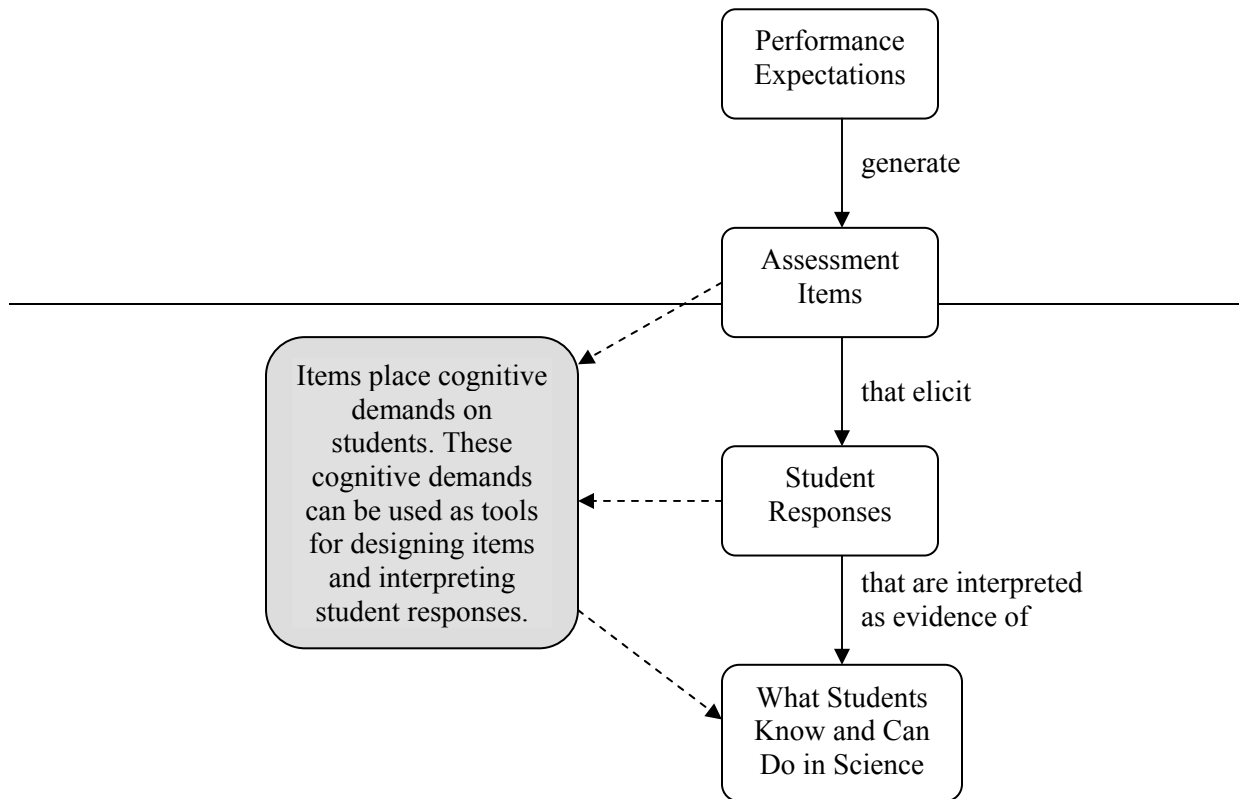 Performance
Expectations
generate
Assessment
Items
Items place cognitive
demands on
students. These
cognitive demands
can be used as tools
for designing items
and interpreting
student responses.
that elicit
Student
Responses
that are interpreted
as evidence of
What Students
Know and Can
Do in Science